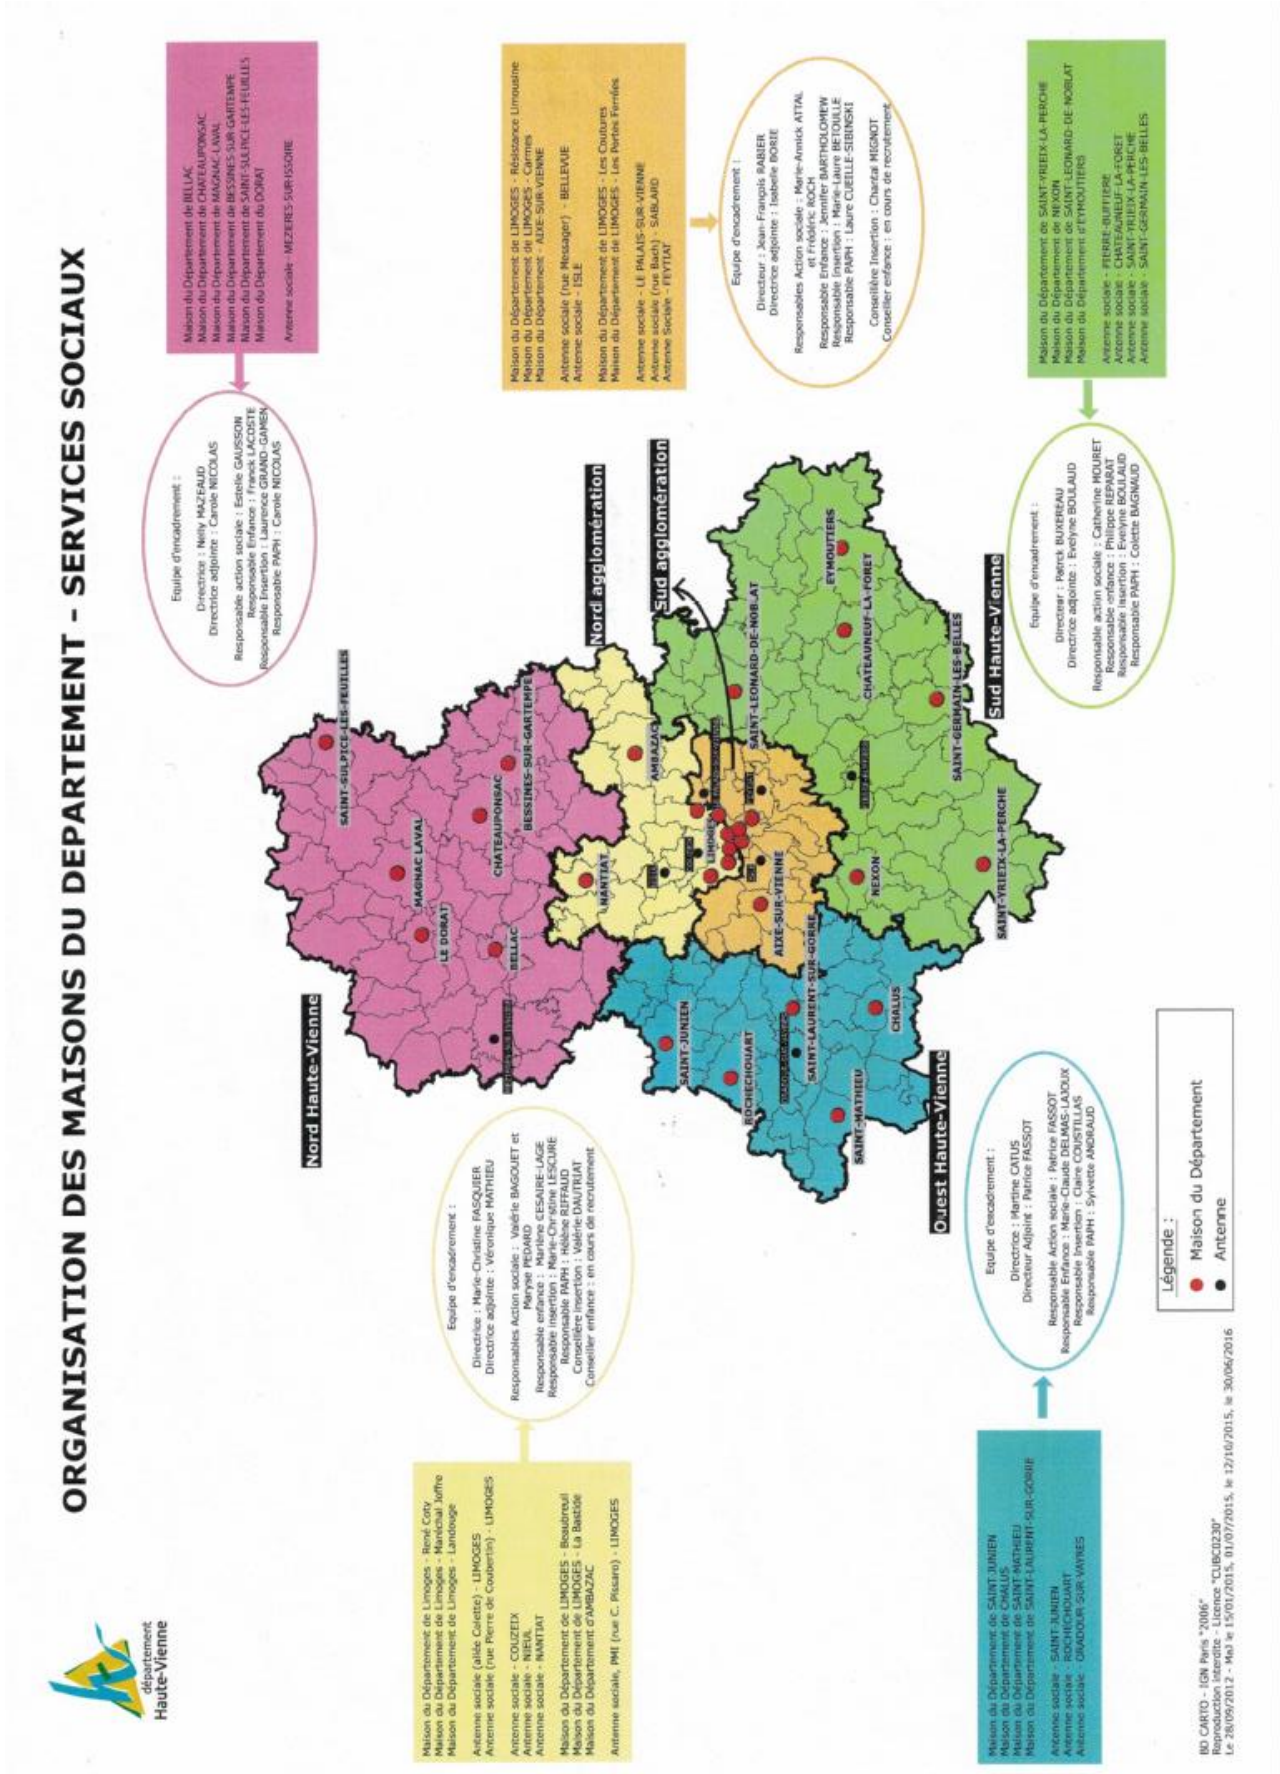 ORGANISATION DES MAISONS DU DEPARTEMENT - SERVICES SOCIAUX
département
Haute-Vienne
Maison du Département de Limoges - René Coty
Maison du Département de Limoges - Maréchal Joffre
Maison du Département de Limoges - Landouge
Antenne sociale (allée Colette) - LIMOGES
Antenne sociale (rue Pierre de Coubertin) - LIMOGES
Antenne sociale - COUZEIX
Antenne sociale - NIEUL
Antenne sociale - NANTIAT
Maison du Département de LIMOGES - Beaubreuil
Maison du Département de LIMOGES - La Bastide
Maison du Département d'AMBAZAC
Antenne sociale, PMI (rue C. Pissaro) - LIMOGES
Equipe d'encadrement :
Directrice : Marie-Christine FASQUIER
Directrice adjointe : Véronique MATHIEU
Responsables Action sociale : Valérie BAGOUET et
Maryse PEDARD
Responsable enfance : Marlène CESAIRE-LAGE
Responsable insertion : Marie-Christine LESCURE
Responsable PAPH : Hélène RIFFAUD
Conseillère insertion : Valérie DAUTRIAT
Conseiller enfance : en cours de recrutement
Equipe d'encadrement :
Directrice : Nelly MAZEAUD
Directrice adjointe : Carole NICOLAS
Responsable action sociale : Estelle GAUSSON
Responsable Enfance : Franck LACOSTE
Responsable Insertion : Laurence GRAND-GAMEN
Responsable PAPH : Carole NICOLAS
Maison du Département de BELLAC
Maison du Département de CHATEAUPONSAC
Maison du Département de MAGNAC-LAVAL
Maison du Département de BESSINES-SUR-GARTEMPE
Maison du Département de SAINT-SULPICE-LES-FEUILLES
Maison du Département du DORAT
Antenne sociale - MEZIERES-SUR-ISSOIRE
Maison du Département de LIMOGES - Résistance Limousine
Maison du Département de LIMOGES - Carmes
Maison du Département - AIXE-SUR-VIENNE
Antenne sociale (rue Messager) - BELLEVUE
Antenne sociale - ISLE
Maison du Département de LIMOGES - Les Coutures
Maison du Département de LIMOGES - Les Portes Ferrées
Antenne sociale - LE PALAIS-SUR-VIENNE
Antenne sociale (rue Bach) - SABLARD
Antenne Sociale - FEYTIAT
Equipe d'encadrement :
Directeur : Jean-François RABIER
Directrice adjointe : Isabelle BORIE
Responsables Action sociale : Marie-Annick ATTAL
et Frédéric ROCH
Responsable Enfance : Jennifer BARTHOLOMEW
Responsable Insertion : Marie-Laure BETOULLE
Responsable PAPH : Laure CUEILLE-SIBINSKI
Conseillère Insertion : Chantal MIGNOT
Conseiller enfance : en cours de recrutement
Nord Haute-Vienne
SAINT-SULPICE-LES-FEUILLES
MAGNAC LAVAL
LE DORAT
CHATEAUPONSAC
BELLAC
BESSINES-SUR-GARTEMPE
Nord agglomération
NANTIAT
AMBAZAC
LIMOGES
Sud agglomération
SAINT-JUNIEN
ROCHECHOUART
AIXE-SUR-VIENNE
SAINT-LEONARD-DE-NOBLAT
SAINT-LAURENT-SUR-GORRE
EYMOUTIERS
SAINT-MATHIEU
CHALUS
NEXON
CHATEAUNEUF-LA-FORET
SAINT-GERMAIN-LES-BELLES
SAINT-YRIEIX-LA-PERCHE
Ouest Haute-Vienne
Sud Haute-Vienne
Equipe d'encadrement :
Directrice : Martine CATUS
Directeur Adjoint : Patrice FASSOT
Responsable Action sociale : Patrice FASSOT
Responsable Enfance : Marie-Claude DELMAS-LAJOUX
Responsable Insertion : Claire COUSTILLAS
Responsable PAPH : Sylvette ANDRAUD
Maison du Département de SAINT-JUNIEN
Maison du Département de CHALUS
Maison du Département de SAINT-MATHIEU
Maison du Département de SAINT-LAURENT-SUR-GORRE
Antenne sociale - SAINT-JUNIEN
Antenne sociale - ROCHECHOUART
Antenne sociale - ORADOUR-SUR-VAYRES
Equipe d'encadrement :
Directeur : Patrck BUXEREAU
Directrice adjointe : Evelyne BOULAUD
Responsable action sociale : Catherine MOURET
Responsable enfance : Philippe REPARAT
Responsable insertion : Evelyne BOULAUD
Responsable PAPH : Colette BAGNAUD
Maison du Département de SAINT-YRIEIX-LA-PERCHE
Maison du Département de NEXON
Maison du Département de SAINT-LEONARD-DE-NOBLAT
Maison du Département d'EYMOUTIERS
Antenne sociale - PIERRE-BUFFIERE
Antenne sociale - CHATEAUNEUF-LA-FORET
Antenne sociale - SAINT-YRIEIX-LA-PERCHE
Antenne sociale - SAINT-GERMAIN-LES-BELLES
Légende :
Maison du Département
Antenne
BD CARTO - IGN Paris "2006"
Reproduction interdite - Licence "CUBC0230"
Le 28/09/2012 - MaJ le 15/01/2015, 01/07/2015, le 12/10/2015, le 30/06/2016